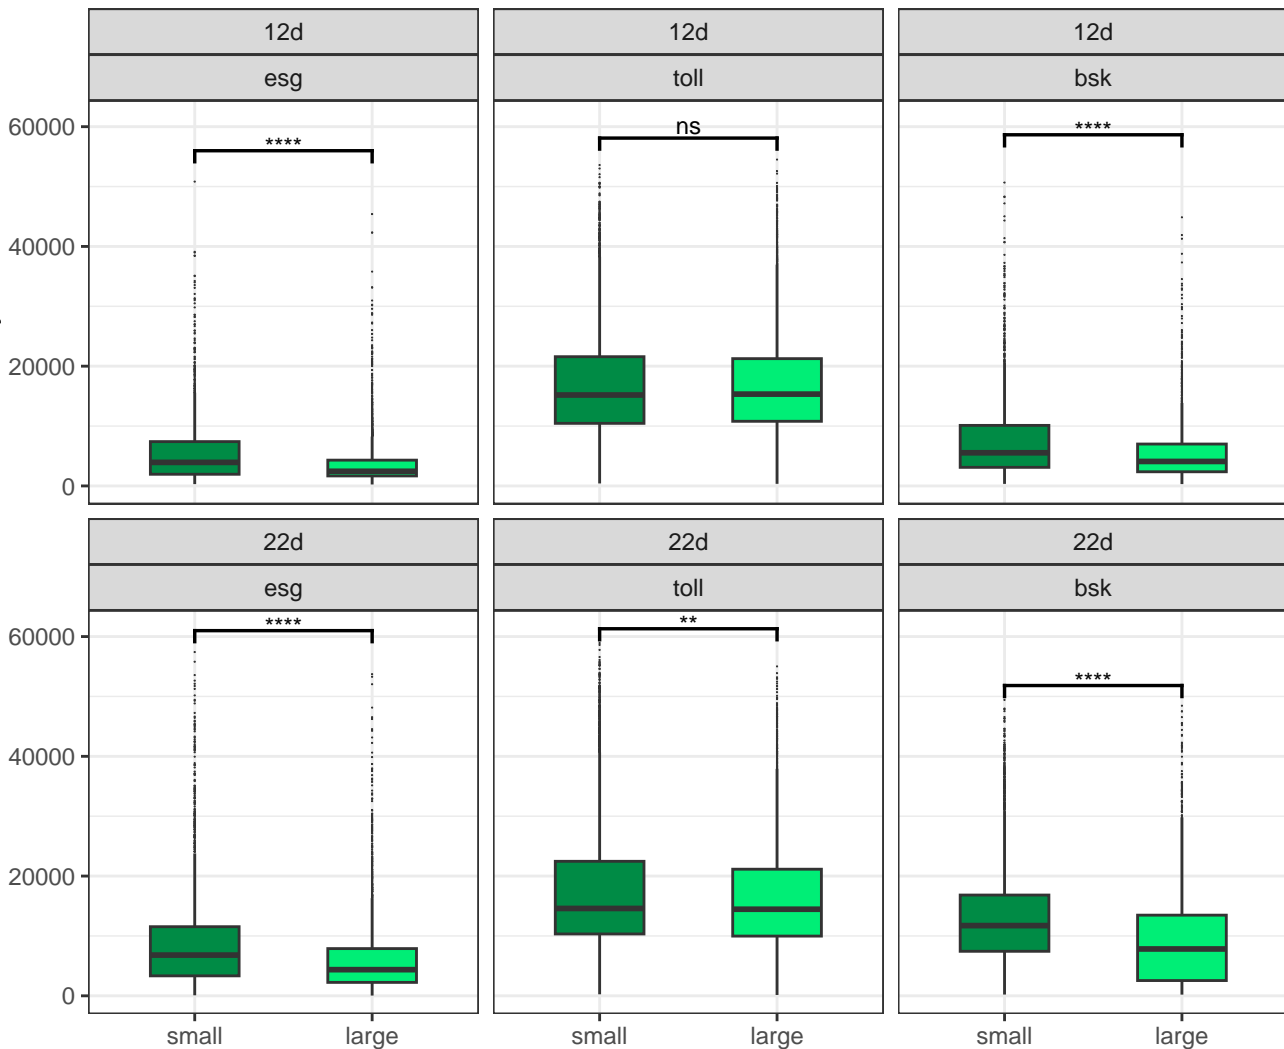 12d 12d 12d
esg toll bsk
60000
40000
20000
0
**** ns ****
22d 22d 22d
esg toll bsk
60000
40000
20000
0
**** ** ****
small large small large small large